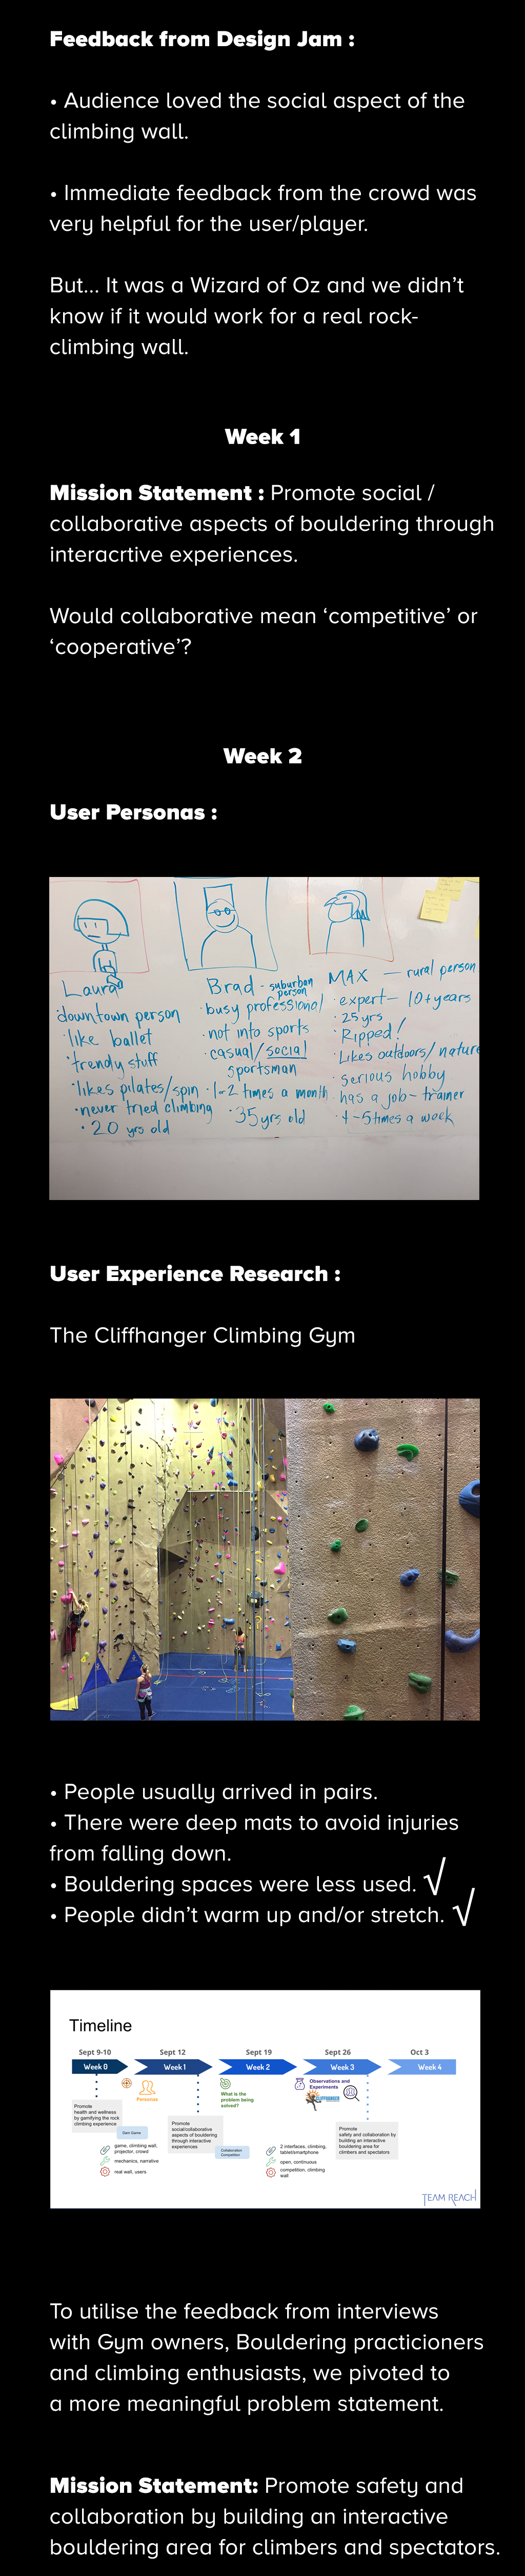 Feedback from Design Jam :
• Audience loved the social aspect of the
climbing wall.
• Immediate feedback from the crowd was
very helpful for the user/player.
But... It was a Wizard of Oz and we didn’t
know if it would work for a real rock-
climbing wall.
Week 1
Mission Statement : Promote social /
collaborative aspects of bouldering through
interacrtive experiences.
Would collaborative mean ‘competitive’ or
‘cooperative’?
Week 2
User Personas :
Laura
• downtown person
• like ballet
• trendy stuff
• likes pilates/spin
• never tried climbing
• 20 yrs old
Brad - suburban person
• busy professional
• not into sports
• casual/social
sportsman
• 1-2 times a month
• 35 yrs old
MAX — rural person
• expert — 10+ years
• 25 yrs
• Ripped!
• Likes outdoors/nature
• serious hobby
• has a job - trainer
• 4-5 times a week
User Experience Research :
The Cliffhanger Climbing Gym
• People usually arrived in pairs.
• There were deep mats to avoid injuries
from falling down.
• Bouldering spaces were less used. √
• People didn’t warm up and/or stretch. √
Timeline
Sept 9-10 Sept 12 Sept 19 Sept 26 Oct 3
Week 0 Week 1 Week 2 Week 3 Week 4
Personas
What is the
problem being
solved?
Observations and
Experiments
Promote
health and wellness
by gamifying the rock
climbing experience
Gem Game
game, climbing wall,
projector, crowd
mechanics, narrative
real wall, users
Promote
social/collaborative
aspects of bouldering
through interactive
experiences
Collaboration
Competition
2 interfaces, climbing,
tablet/smartphone
open, continuous
competition, climbing
wall
Promote
safety and collaboration by
building an interactive
bouldering area for
climbers and spectators
TEAM REACH
To utilise the feedback from interviews
with Gym owners, Bouldering practicioners
and climbing enthusiasts, we pivoted to
a more meaningful problem statement.
Mission Statement: Promote safety and
collaboration by building an interactive
bouldering area for climbers and spectators.